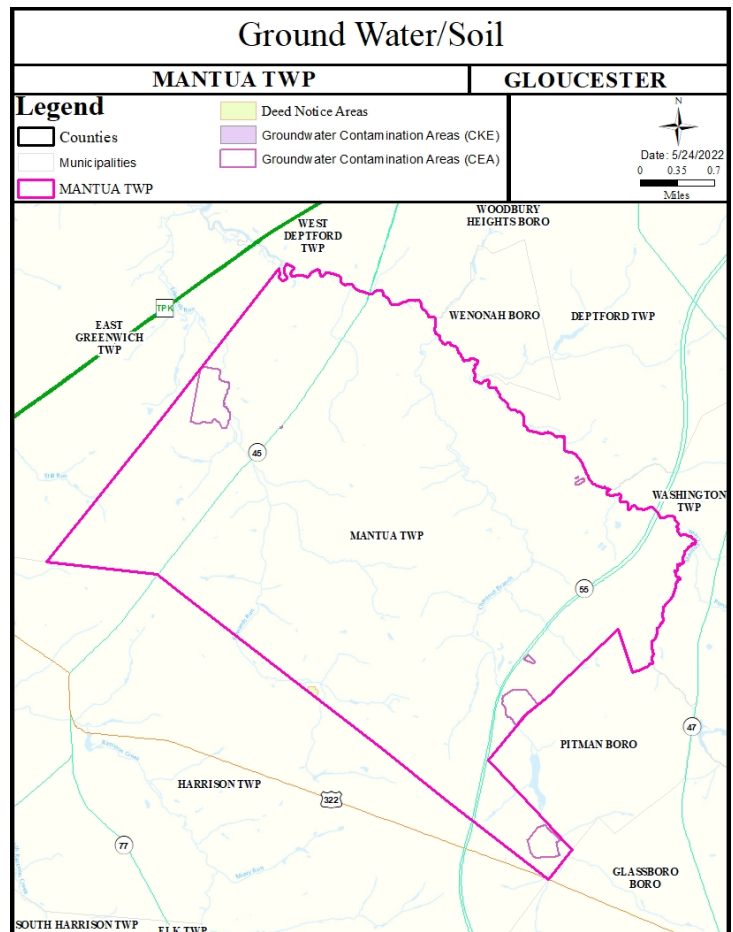 Ground Water/Soil
MANTUA TWP
GLOUCESTER
Legend
Counties
Municipalities
MANTUA TWP
Deed Notice Areas
Groundwater Contamination Areas (CKE)
Groundwater Contamination Areas (CEA)
N
Date: 5/24/2022
0 0.35 0.7
Miles
WOODBURY
HEIGHTS BORO
WEST
DEPTFORD
TWP
TPK
WENONAH BORO
DEPTFORD TWP
EAST
GREENWICH
TWP
45
WASHINGTON
TWP
MANTUA TWP
55
47
PITMAN BORO
HARRISON TWP
322
77
GLASSBORO
BORO
SOUTH HARRISON TWP
ELK TWP